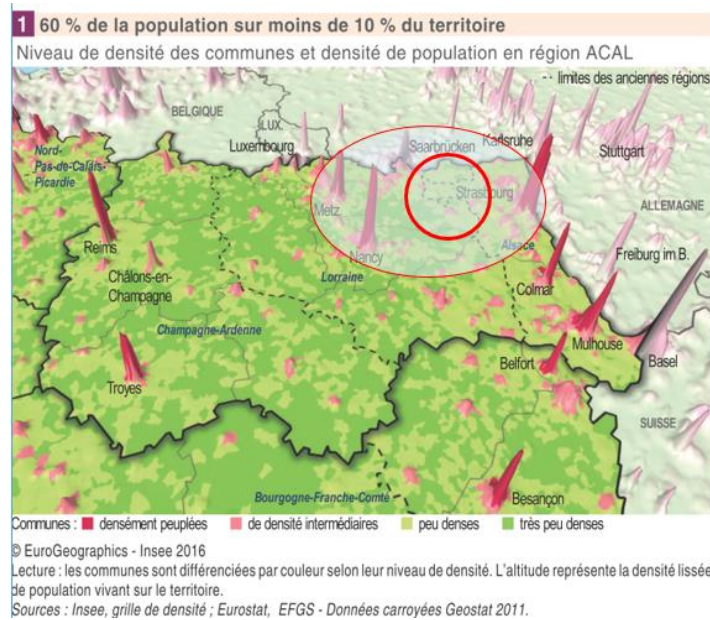 1 60 % de la population sur moins de 10 % du territoire
Niveau de densité des communes et densité de population en région ACAL
limites des anciennes régions
BELGIQUE
LUX.
Luxembourg
Saarbrücken
Karlsruhe
Stuttgart
Nord-
Pas-de-Calais-
Picardie
Metz
Strasbourg
ALLEMAGNE
Reims
Nancy
Alsace
Freiburg im B.
Châlons-en-
Champagne
Lorraine
Colmar
Champagne-Ardenne
Mulhouse
Belfort
Basel
Troyes
SUISSE
Bourgogne-Franche-Comté
Besançon
Communes : densément peuplées de densité intermédiaires peu denses très peu denses
© EuroGeographics - Insee 2016
Lecture : les communes sont différenciées par couleur selon leur niveau de densité. L'altitude représente la densité lissée
de population vivant sur le territoire.
Sources : Insee, grille de densité ; Eurostat, EFGS - Données carroyées Geostat 2011.